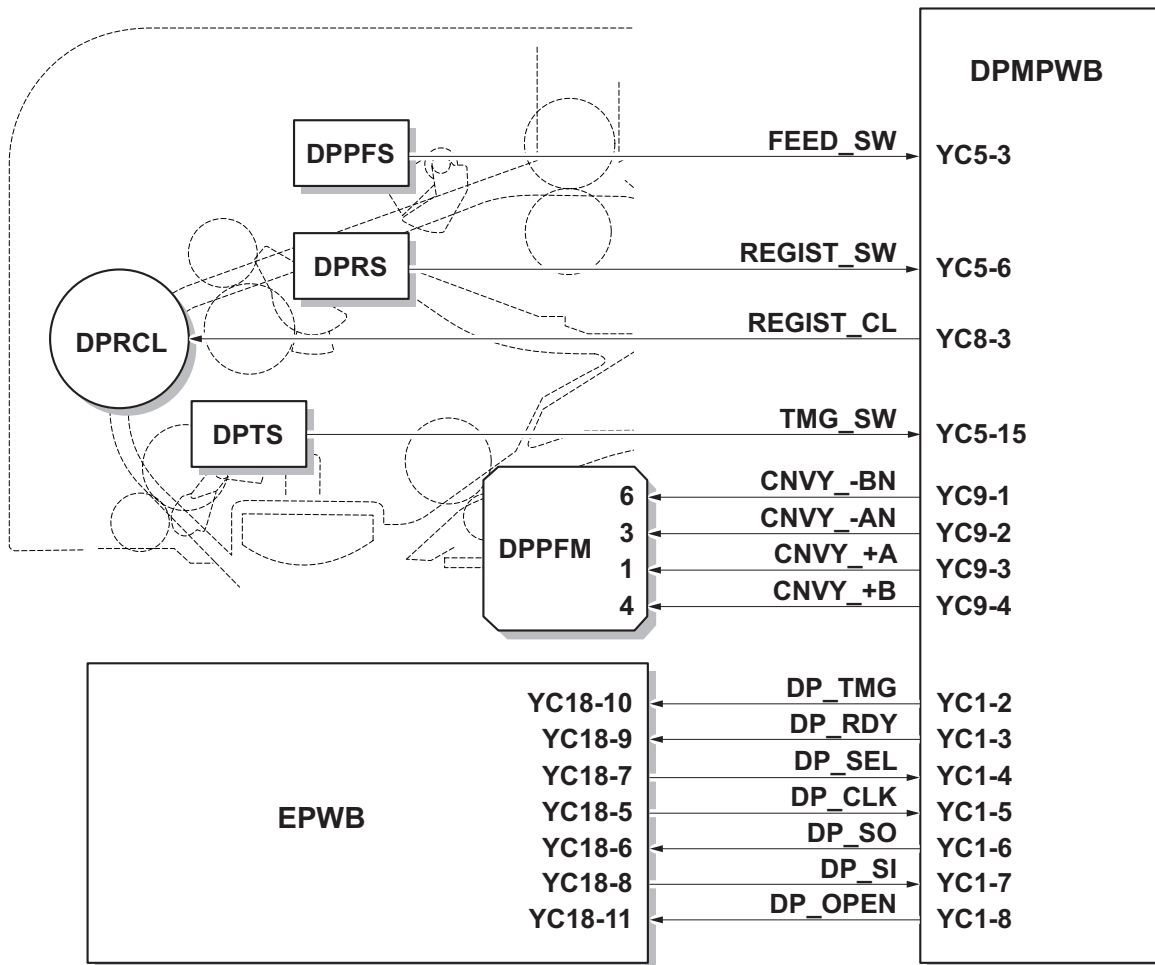 DPMPWB
DPPFS FEED_SW YC5-3
DPRS REGIST_SW YC5-6
DPRCL REGIST_CL YC8-3
DPTS TMG_SW YC5-15
DPPFM
6 CNVY_-BN YC9-1
3 CNVY_-AN YC9-2
1 CNVY_+A YC9-3
4 CNVY_+B YC9-4
EPWB
YC18-10 DP_TMG YC1-2
YC18-9 DP_RDY YC1-3
YC18-7 DP_SEL YC1-4
YC18-5 DP_CLK YC1-5
YC18-6 DP_SO YC1-6
YC18-8 DP_SI YC1-7
YC18-11 DP_OPEN YC1-8